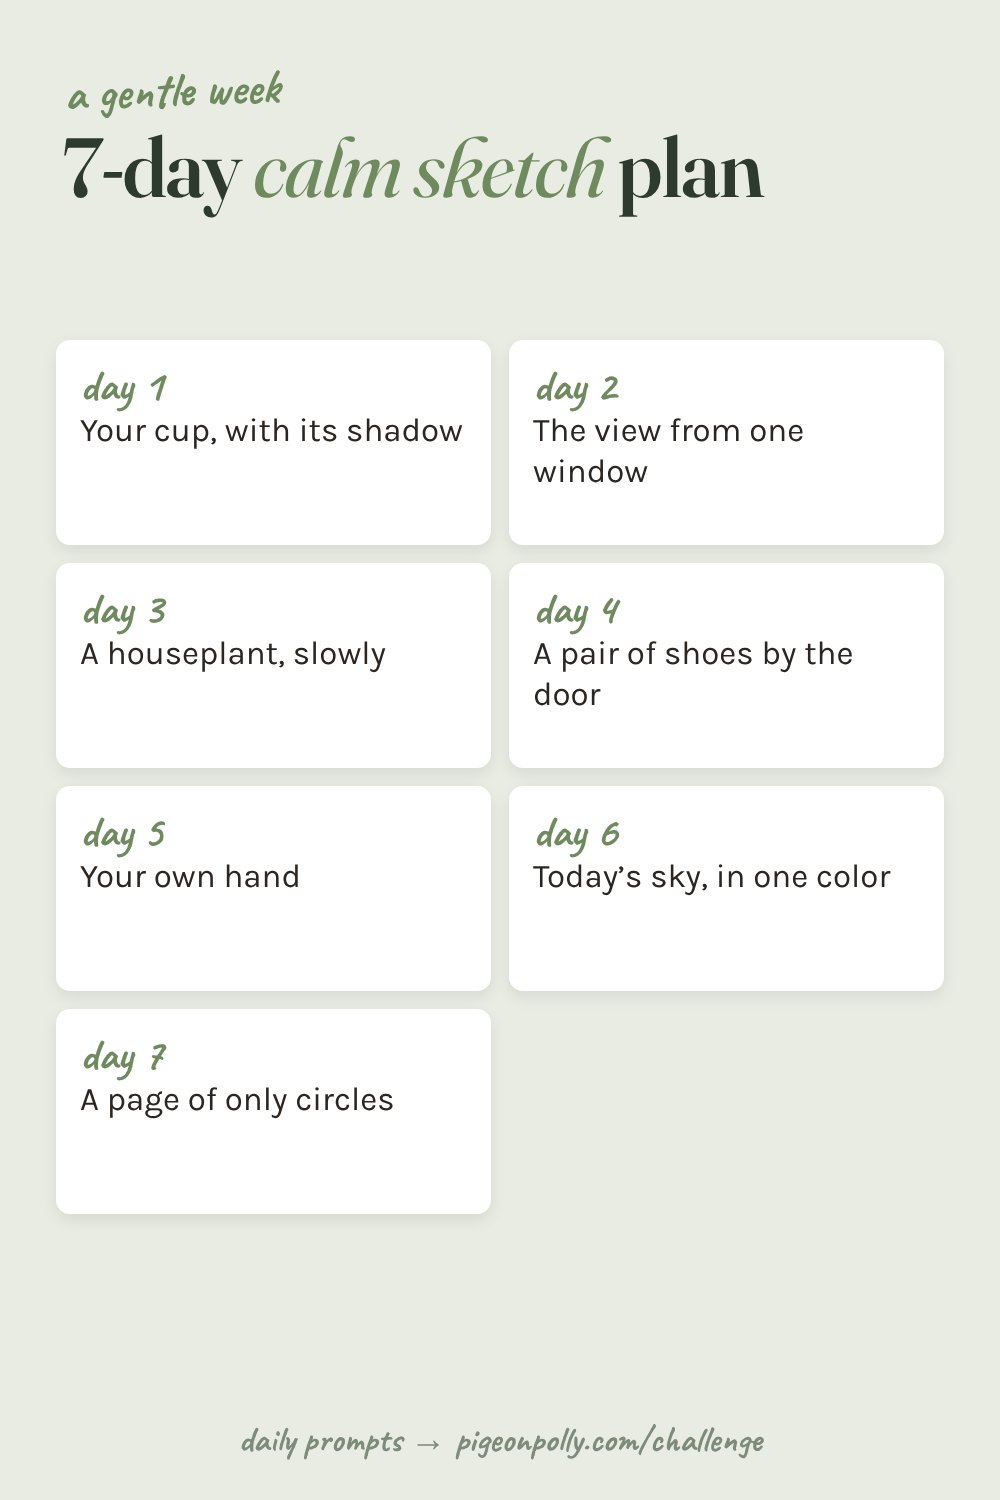 a gentle week
7-day calm sketch plan
day 1
Your cup, with its shadow
day 2
The view from one
window
day 3
A houseplant, slowly
day 4
A pair of shoes by the
door
day 5
Your own hand
day 6
Today’s sky, in one color
day 7
A page of only circles
daily prompts → pigeonpolly.com/challenge